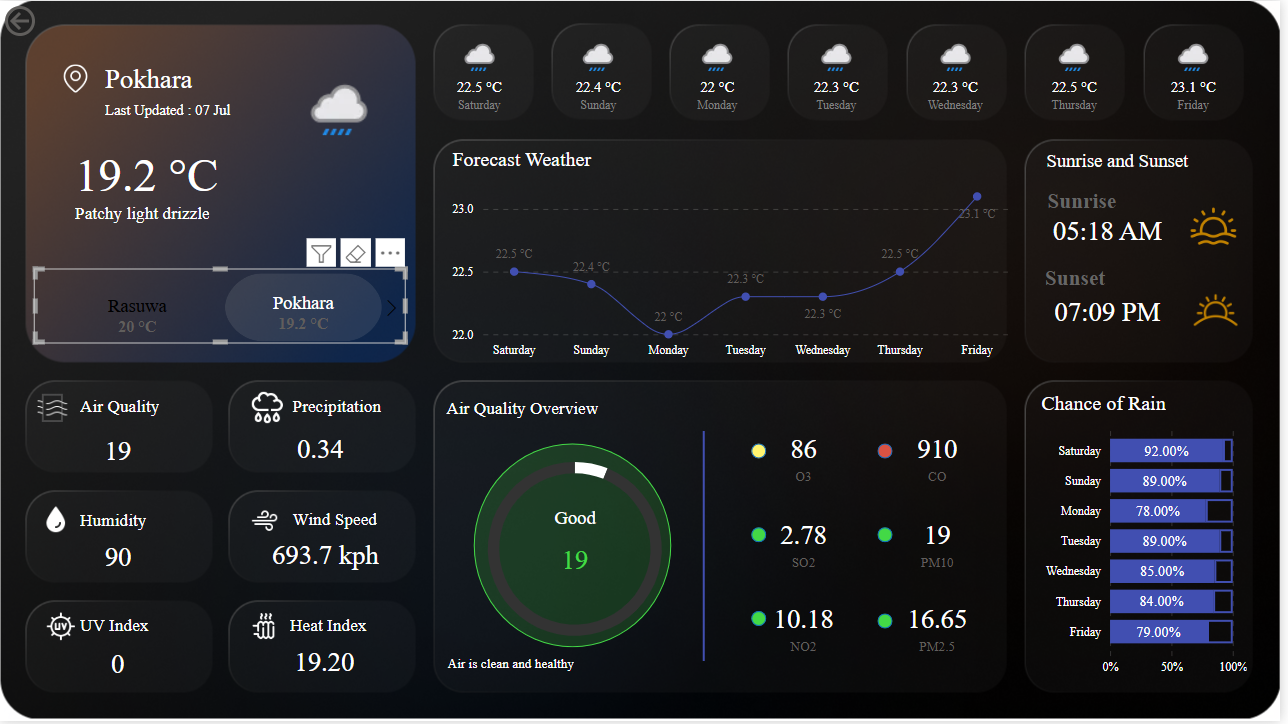 Pokhara
Last Updated : 07 Jul
19.2 °C
Patchy light drizzle
Rasuwa
20 °C
Pokhara
19.2 °C
22.5 °C
Saturday
22.4 °C
Sunday
22 °C
Monday
22.3 °C
Tuesday
22.3 °C
Wednesday
22.5 °C
Thursday
23.1 °C
Friday
Forecast Weather
23.0
22.5
22.0
22.5 °C
22.4 °C
22 °C
22.3 °C
22.3 °C
22.5 °C
23.1 °C
Saturday Sunday Monday Tuesday Wednesday Thursday Friday
Sunrise and Sunset
Sunrise
05:18 AM
Sunset
07:09 PM
Air Quality
19
Precipitation
0.34
Humidity
90
Wind Speed
693.7 kph
UV
UV Index
0
Heat Index
19.20
Air Quality Overview
Good
19
Air is clean and healthy
86
O3
910
CO
2.78
SO2
19
PM10
10.18
NO2
16.65
PM2.5
Chance of Rain
Saturday 92.00%
Sunday 89.00%
Monday 78.00%
Tuesday 89.00%
Wednesday 85.00%
Thursday 84.00%
Friday 79.00%
0% 50% 100%